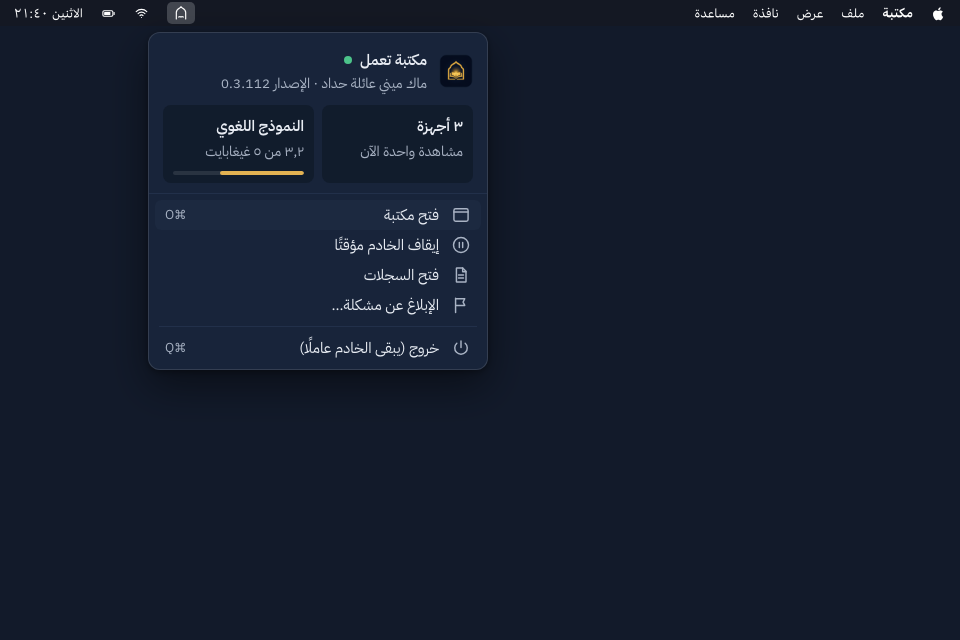 مكتبة ملف عرض نافذة مساعدة
الاثنين ٢١:٤٠
مكتبة تعمل
ماك ميني عائلة حداد · الإصدار 0.3.112
٣ أجهزة
مشاهدة واحدة الآن
النموذج اللغوي
٣٫٢ من ٥ غيغابايت
فتح مكتبة ⌘O
إيقاف الخادم مؤقتًا
فتح السجلات
الإبلاغ عن مشكلة...
خروج (يبقى الخادم عاملًا) ⌘Q